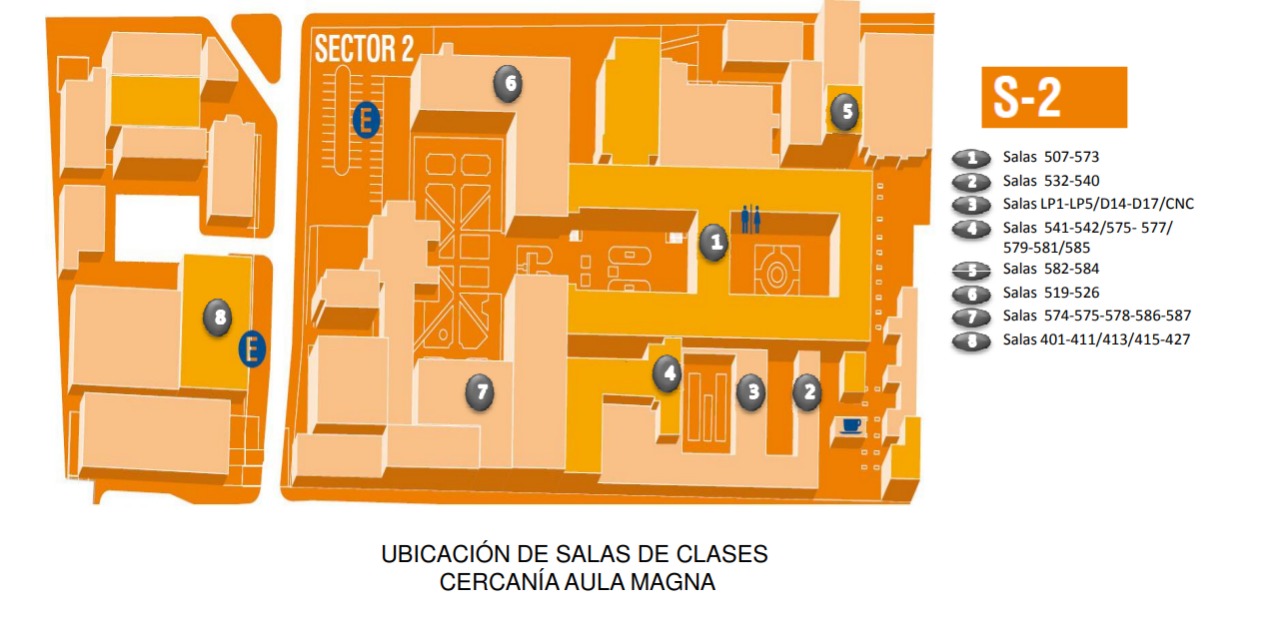 SECTOR 2
E
6
5
1
8
E
4
7
3
2
S-2
1 Salas 507-573
2 Salas 532-540
3 Salas LP1-LP5/D14-D17/CNC
4 Salas 541-542/575- 577/
579-581/585
5 Salas 582-584
6 Salas 519-526
7 Salas 574-575-578-586-587
8 Salas 401-411/413/415-427
UBICACIÓN DE SALAS DE CLASES
CERCANÍA AULA MAGNA